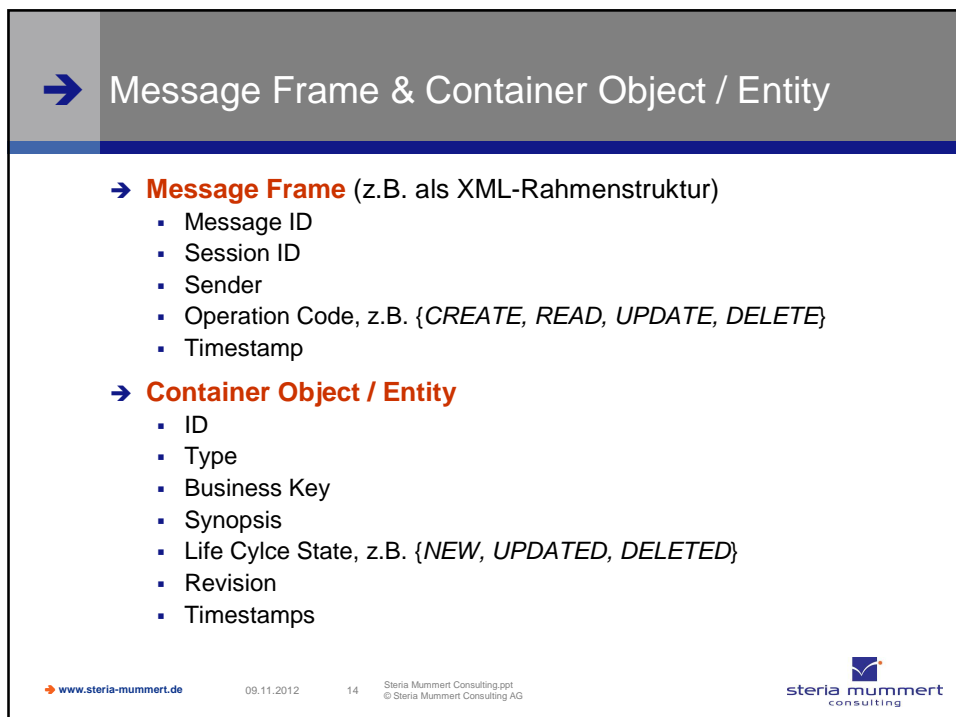 Message Frame & Container Object / Entity
Message Frame (z.B. als XML-Rahmenstruktur)
Message ID
Session ID
Sender
Operation Code, z.B. {CREATE, READ, UPDATE, DELETE}
Timestamp
Container Object / Entity
ID
Type
Business Key
Synopsis
Life Cylce State, z.B. {NEW, UPDATED, DELETED}
Revision
Timestamps
www.steria-mummert.de
09.11.2012
14
Steria Mummert Consulting.ppt
© Steria Mummert Consulting AG
steria mummert
consulting